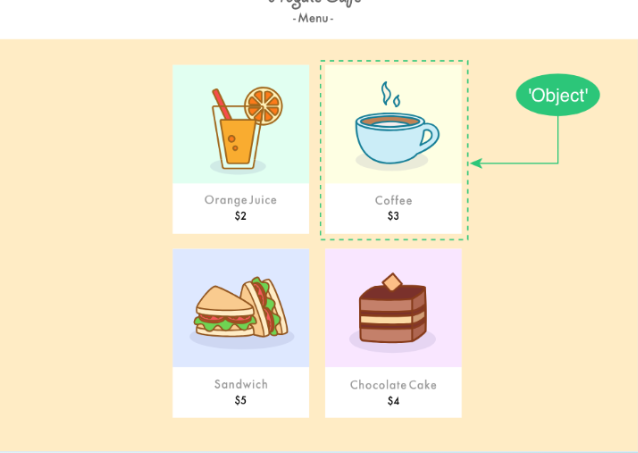 -Menu-
'Object'
Orange Juice
$2
Coffee
$3
Sandwich
$5
Chocolate Cake
$4